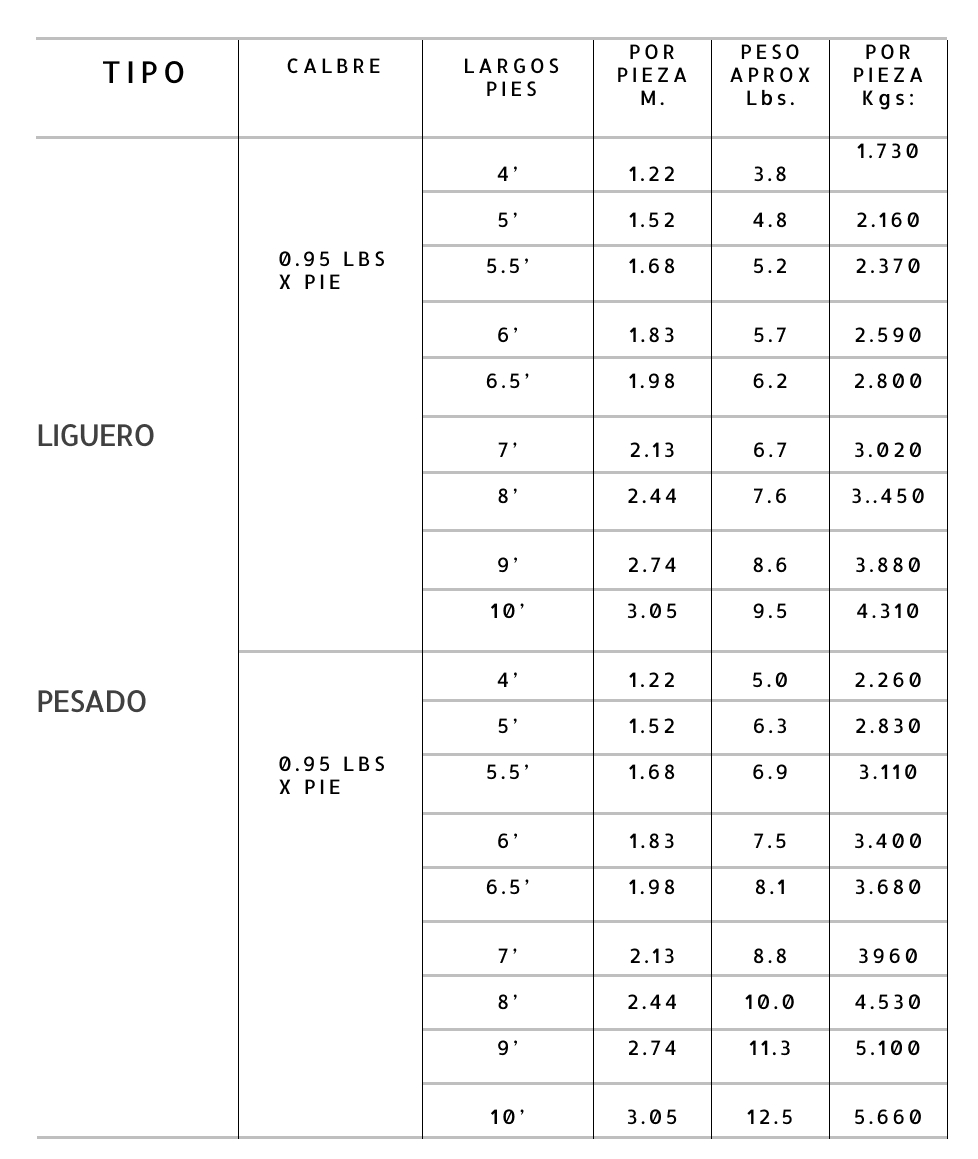 TIPO CALBRE LARGOS PIES POR PIEZA M. PESO APROX Lbs. POR PIEZA Kgs:
LIGUERO
0.95 LBS
X PIE
4’ 1.22 3.8 1.730
5’ 1.52 4.8 2.160
5.5’ 1.68 5.2 2.370
6’ 1.83 5.7 2.590
6.5’ 1.98 6.2 2.800
7’ 2.13 6.7 3.020
8’ 2.44 7.6 3..450
9’ 2.74 8.6 3.880
10’ 3.05 9.5 4.310
PESADO
0.95 LBS
X PIE
4’ 1.22 5.0 2.260
5’ 1.52 6.3 2.830
5.5’ 1.68 6.9 3.110
6’ 1.83 7.5 3.400
6.5’ 1.98 8.1 3.680
7’ 2.13 8.8 3960
8’ 2.44 10.0 4.530
9’ 2.74 11.3 5.100
10’ 3.05 12.5 5.660